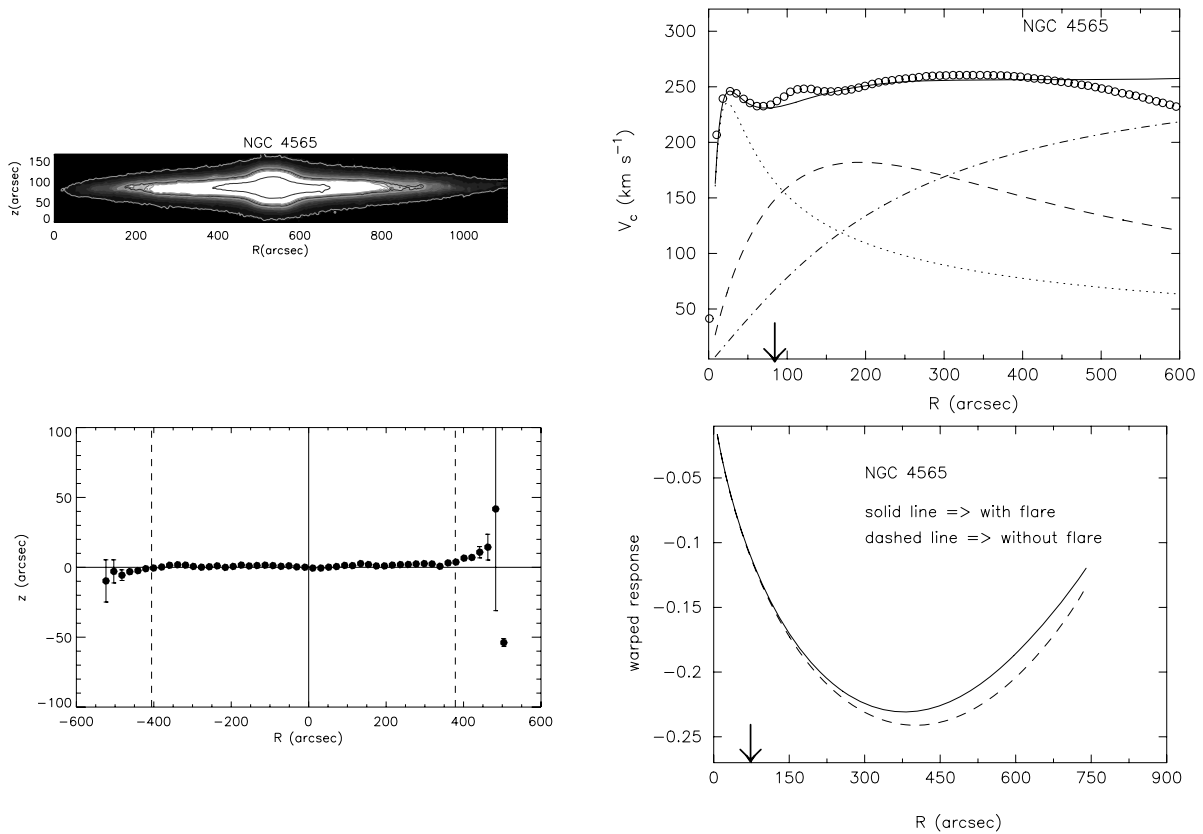 NGC 4565
z(arcsec)
150
100
50
0
0 200 400 600 800 1000
R(arcsec)
NGC 4565
V_c (km s^−1)
300
250
200
150
100
50
0 100 200 300 400 500 600
R (arcsec)
z (arcsec)
100
50
0
−50
−100
−600 −400 −200 0 200 400 600
R (arcsec)
NGC 4565
solid line => with flare
dashed line => without flare
warped response
−0.05
−0.1
−0.15
−0.2
−0.25
0 150 300 450 600 750 900
R (arcsec)